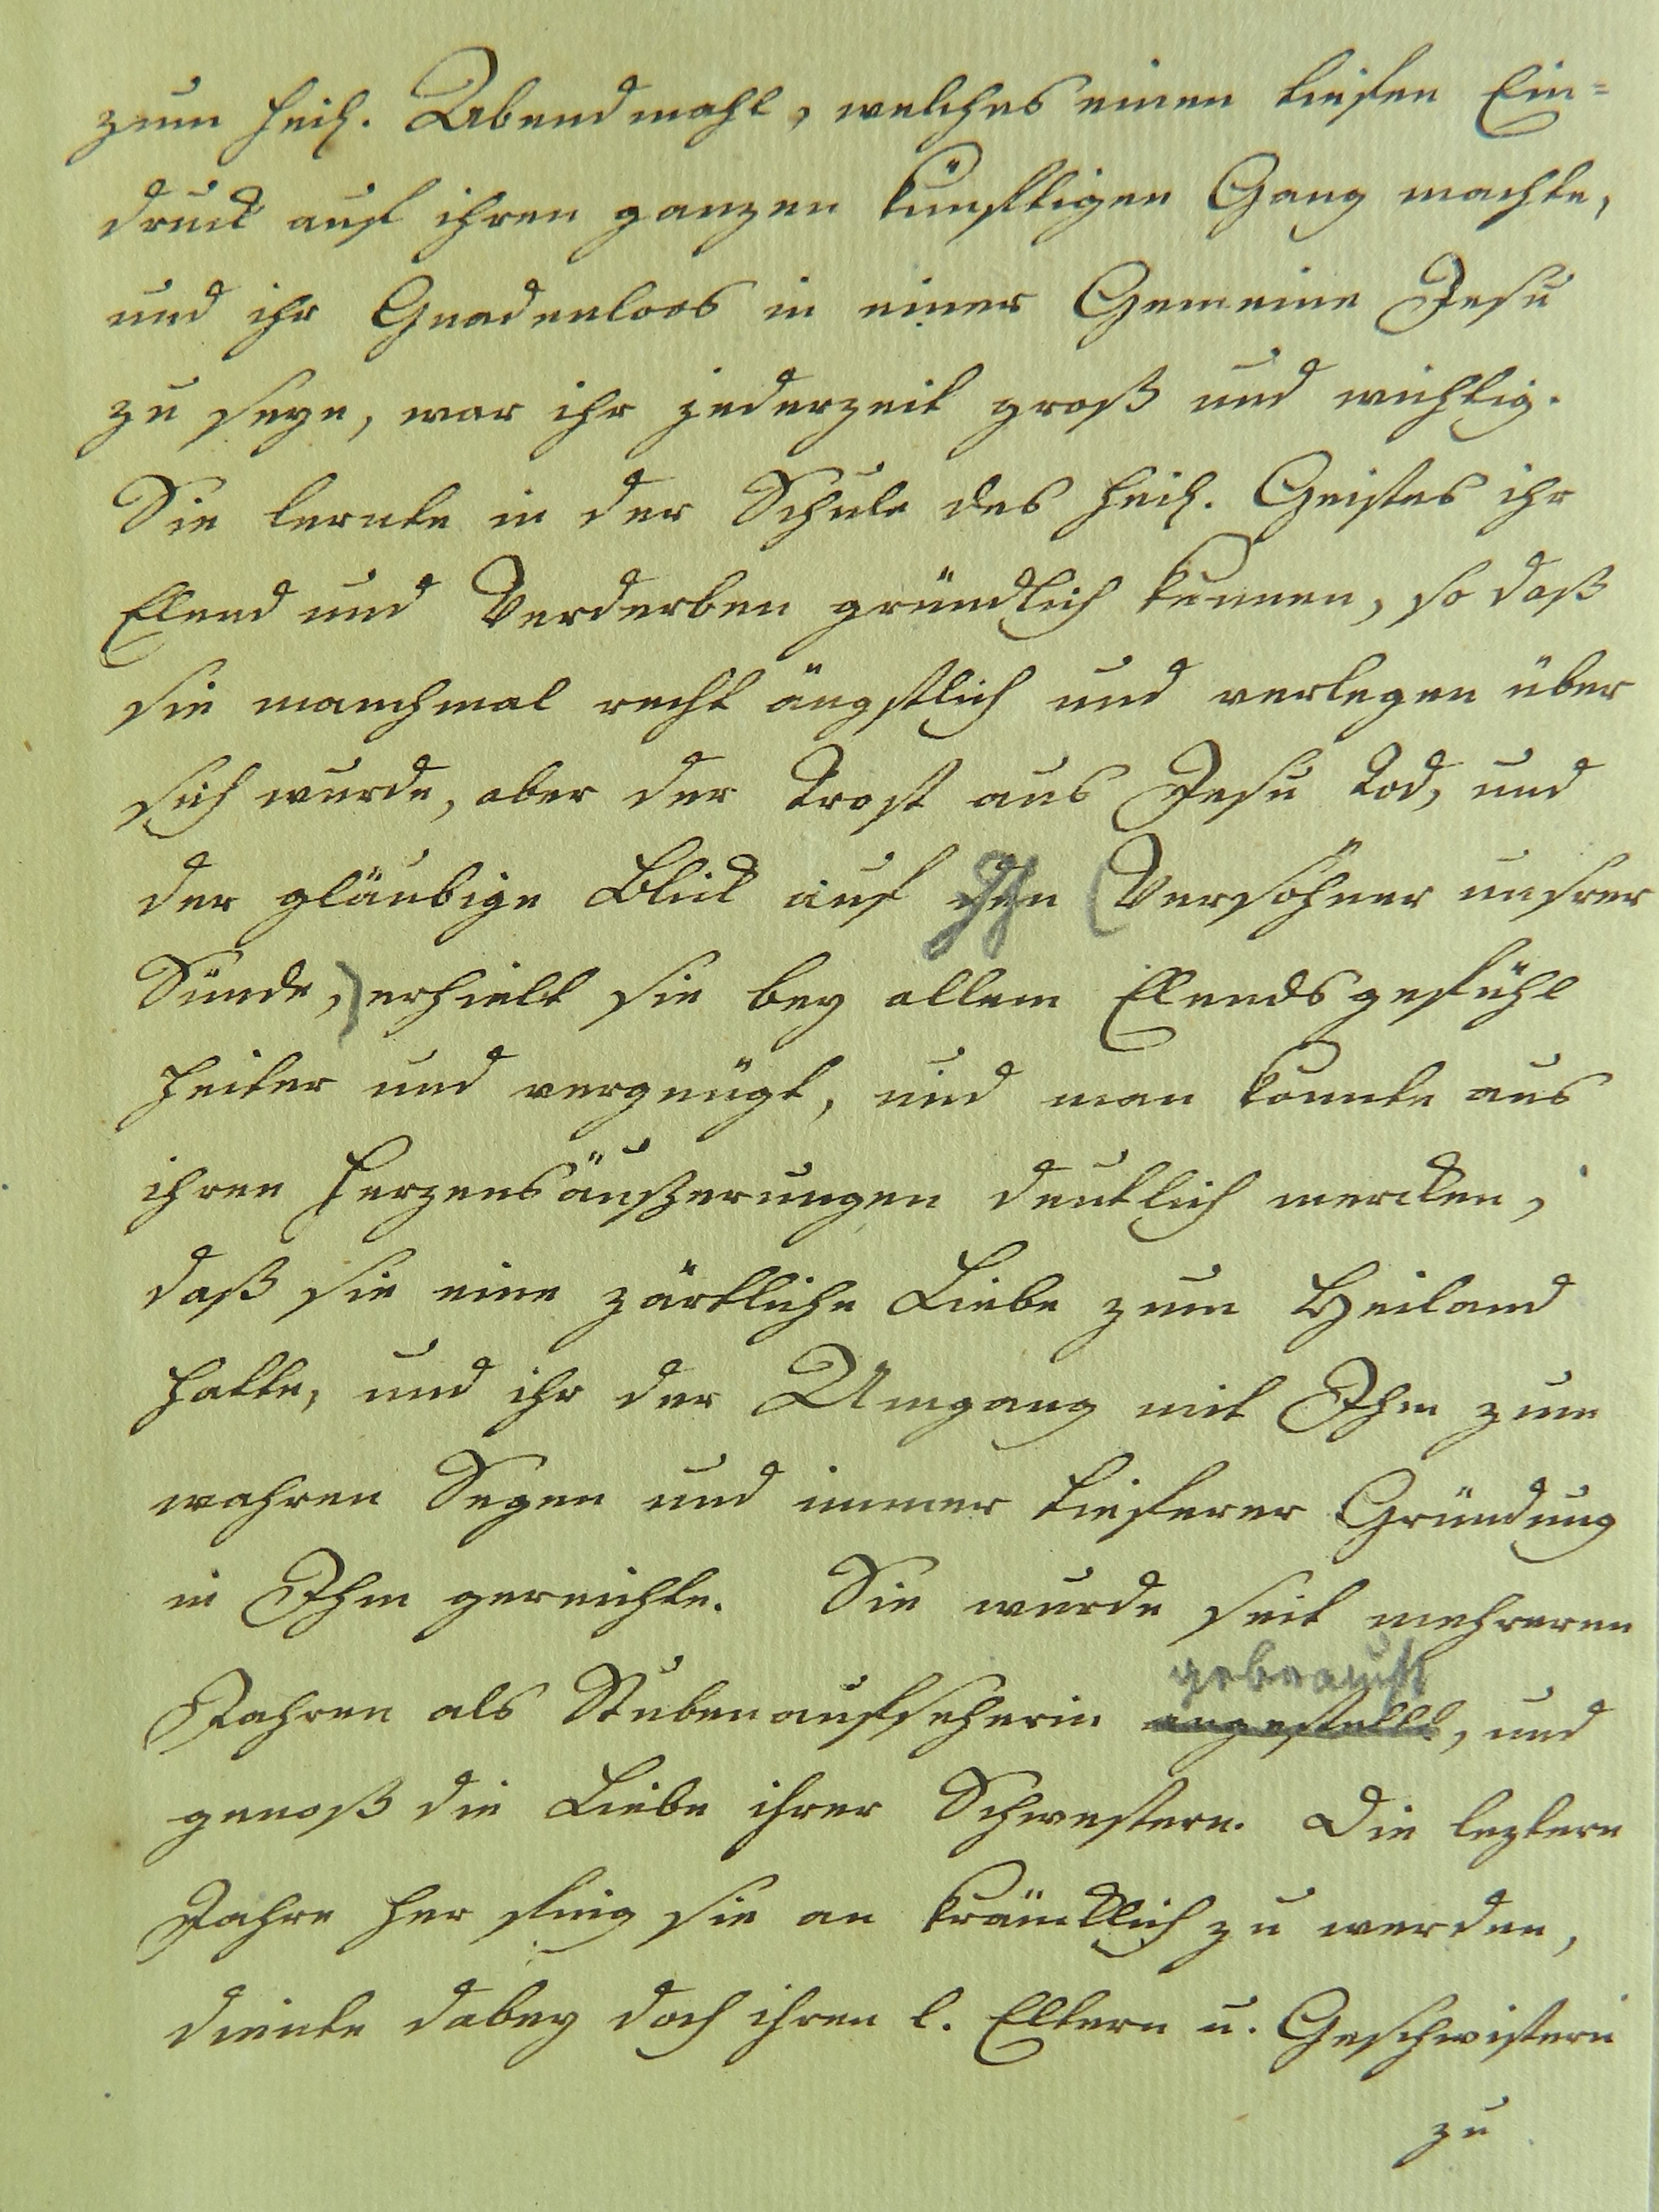 zum heil. Abendmahl, welches einen tiefen Ein=
druck auf ihren ganzen künftigen Gang machte,
und ihr Gnadenloos in einer Gemeine Jesu
zu seyn, war ihr jederzeit groß und wichtig.
Sie lernte in der Schule des heil. Geistes ihr
Elend und Verderben gründlich kennen, so daß
sie manchmal recht ängstlich und verlegen über
sich wurde, aber der Trost aus Jesu Tod, und
der gläubige Blick auf Ihn (Versöhner unsrer
Sünde,) erhielt sie bey allem Elendsgefühl
heiter und vergnügt, und man konnte aus
ihren Herzensäußerungen deutlich mercken,
daß sie eine zärtliche Liebe zum Heiland
hatte, und ihr der Umgang mit Ihm zum
wahren Segen und immer tieferer Gründung
in Ihm gereichte. Sie wurde seit mehreren
gebraucht
Jahren als Stubenaufseherin angestellt, und
genoß die Liebe ihrer Schwestern. Die leztern
Jahre her fing sie an kräncklich zu werden,
diente dabey doch ihren l. Eltern u. Geschwistern
zu